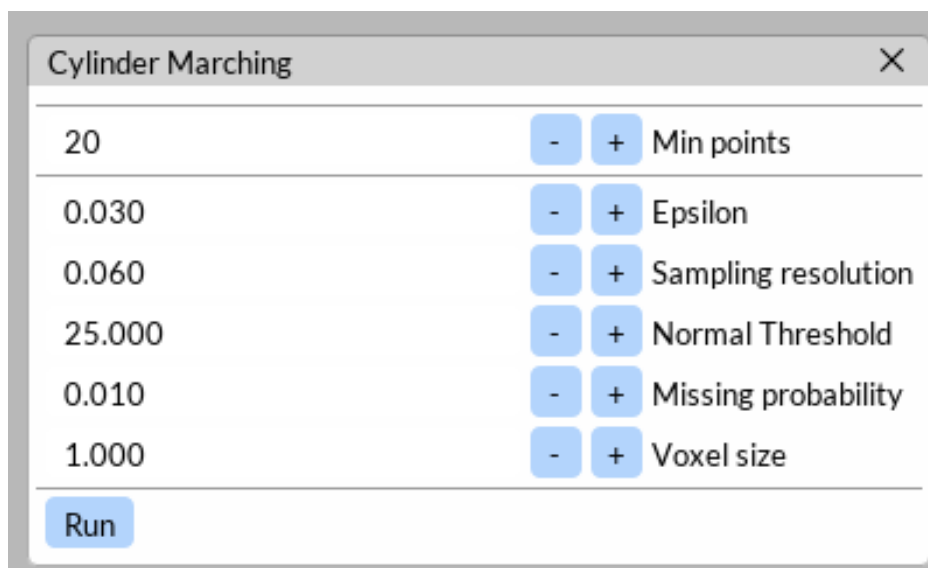 Cylinder Marching
20 - + Min points
0.030 - + Epsilon
0.060 - + Sampling resolution
25.000 - + Normal Threshold
0.010 - + Missing probability
1.000 - + Voxel size
Run